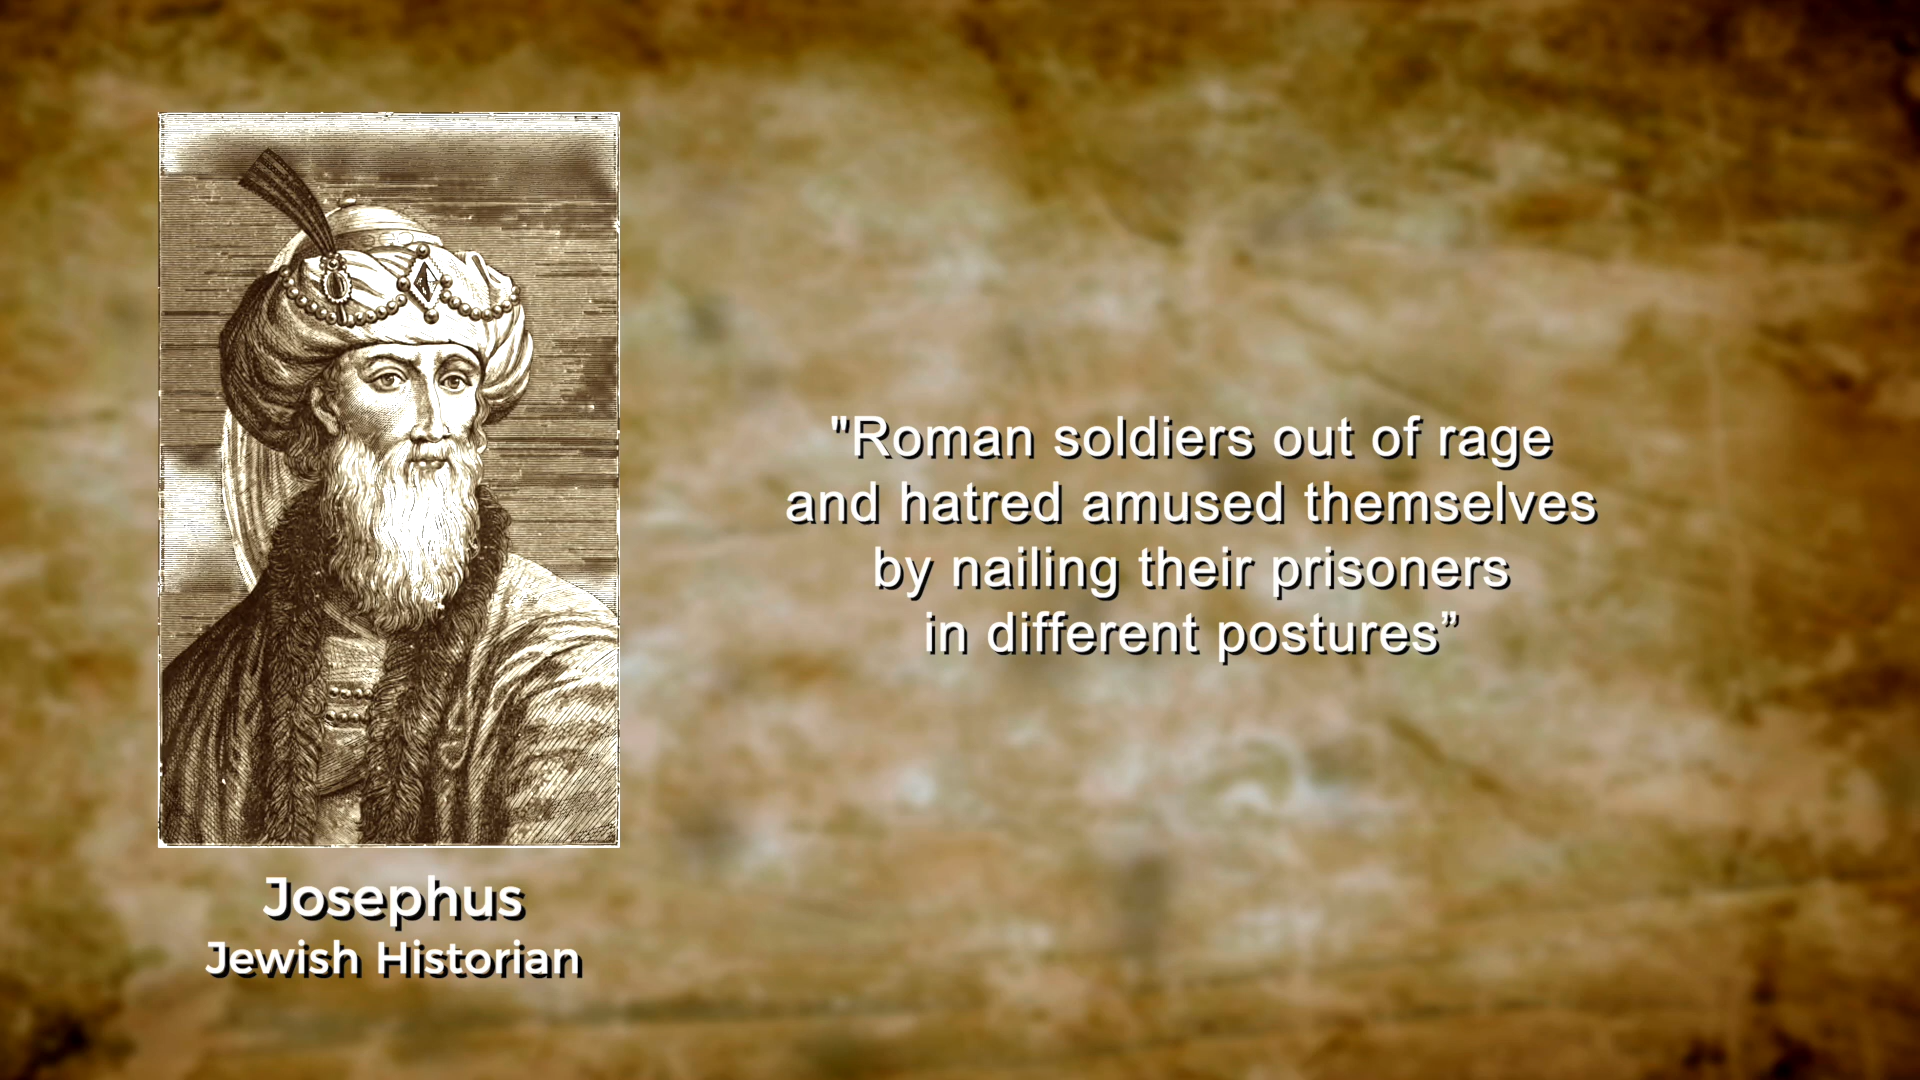 "Roman soldiers out of rage
and hatred amused themselves
by nailing their prisoners
in different postures”
Josephus
Jewish Historian